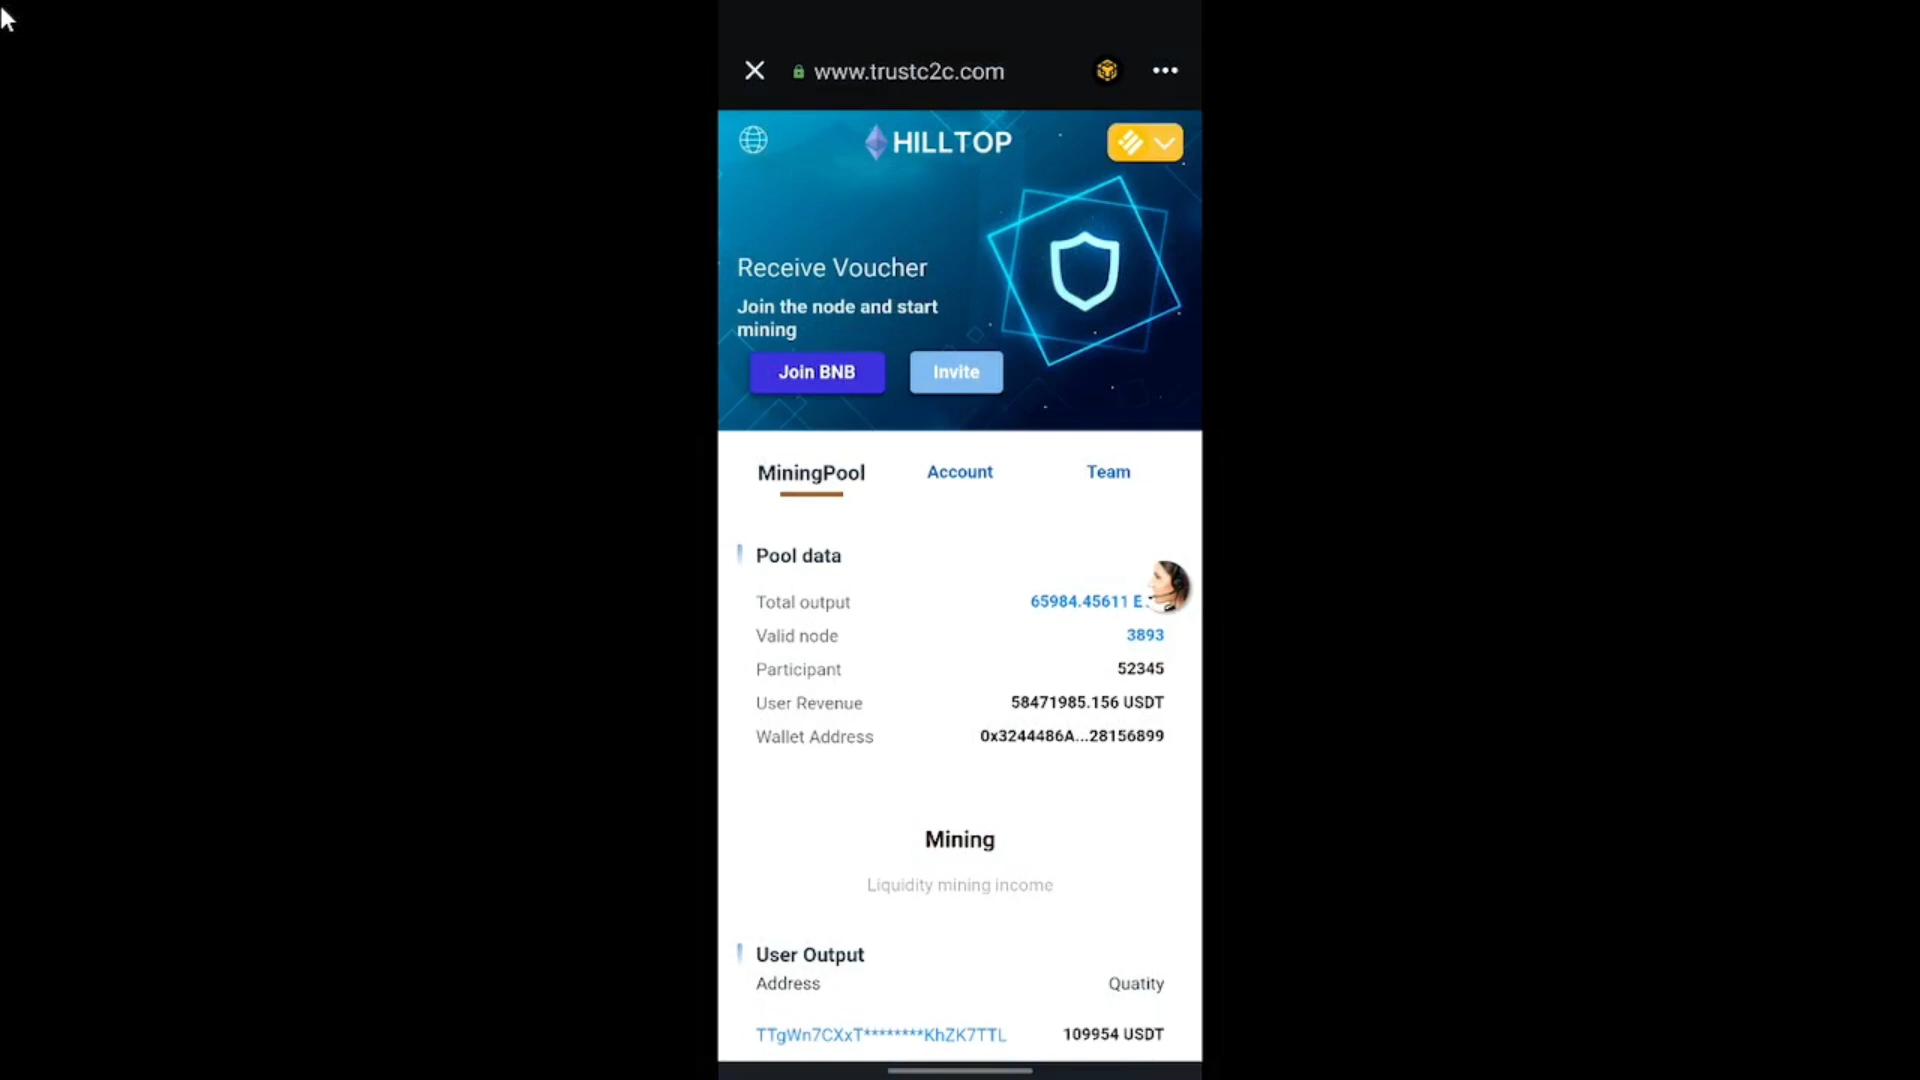 www.trustc2c.com
HILLTOP
Receive Voucher
Join the node and start
mining
Join BNB
Invite
MiningPool
Account
Team
Pool data
Total output
65984.45611 E
Valid node
3893
Participant
52345
User Revenue
58471985.156 USDT
Wallet Address
0x3244486A...28156899
Mining
Liquidity mining income
User Output
Address
Quatity
TTgWn7CXxT********KhZK7TTL
109954 USDT